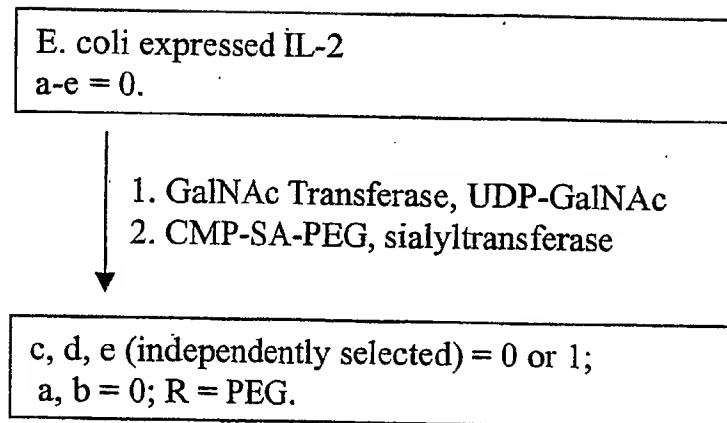 E. coli expressed IL-2
a-e = 0.
1. GalNAc Transferase, UDP-GalNAc
2. CMP-SA-PEG, sialyltransferase
c, d, e (independently selected) = 0 or 1;
a, b = 0; R = PEG.